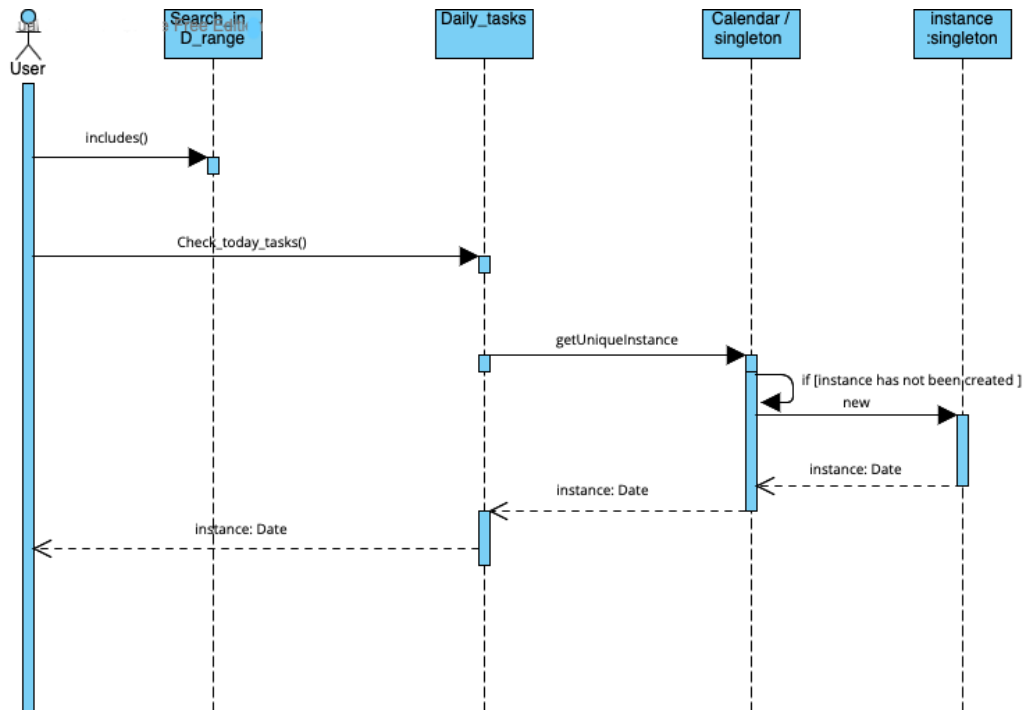 Search_in_
D_range
Daily_tasks
Calendar /
singleton
instance
:singleton
User
includes()
Check_today_tasks()
getUniqueInstance
if [instance has not been created ]
new
instance: Date
instance: Date
instance: Date